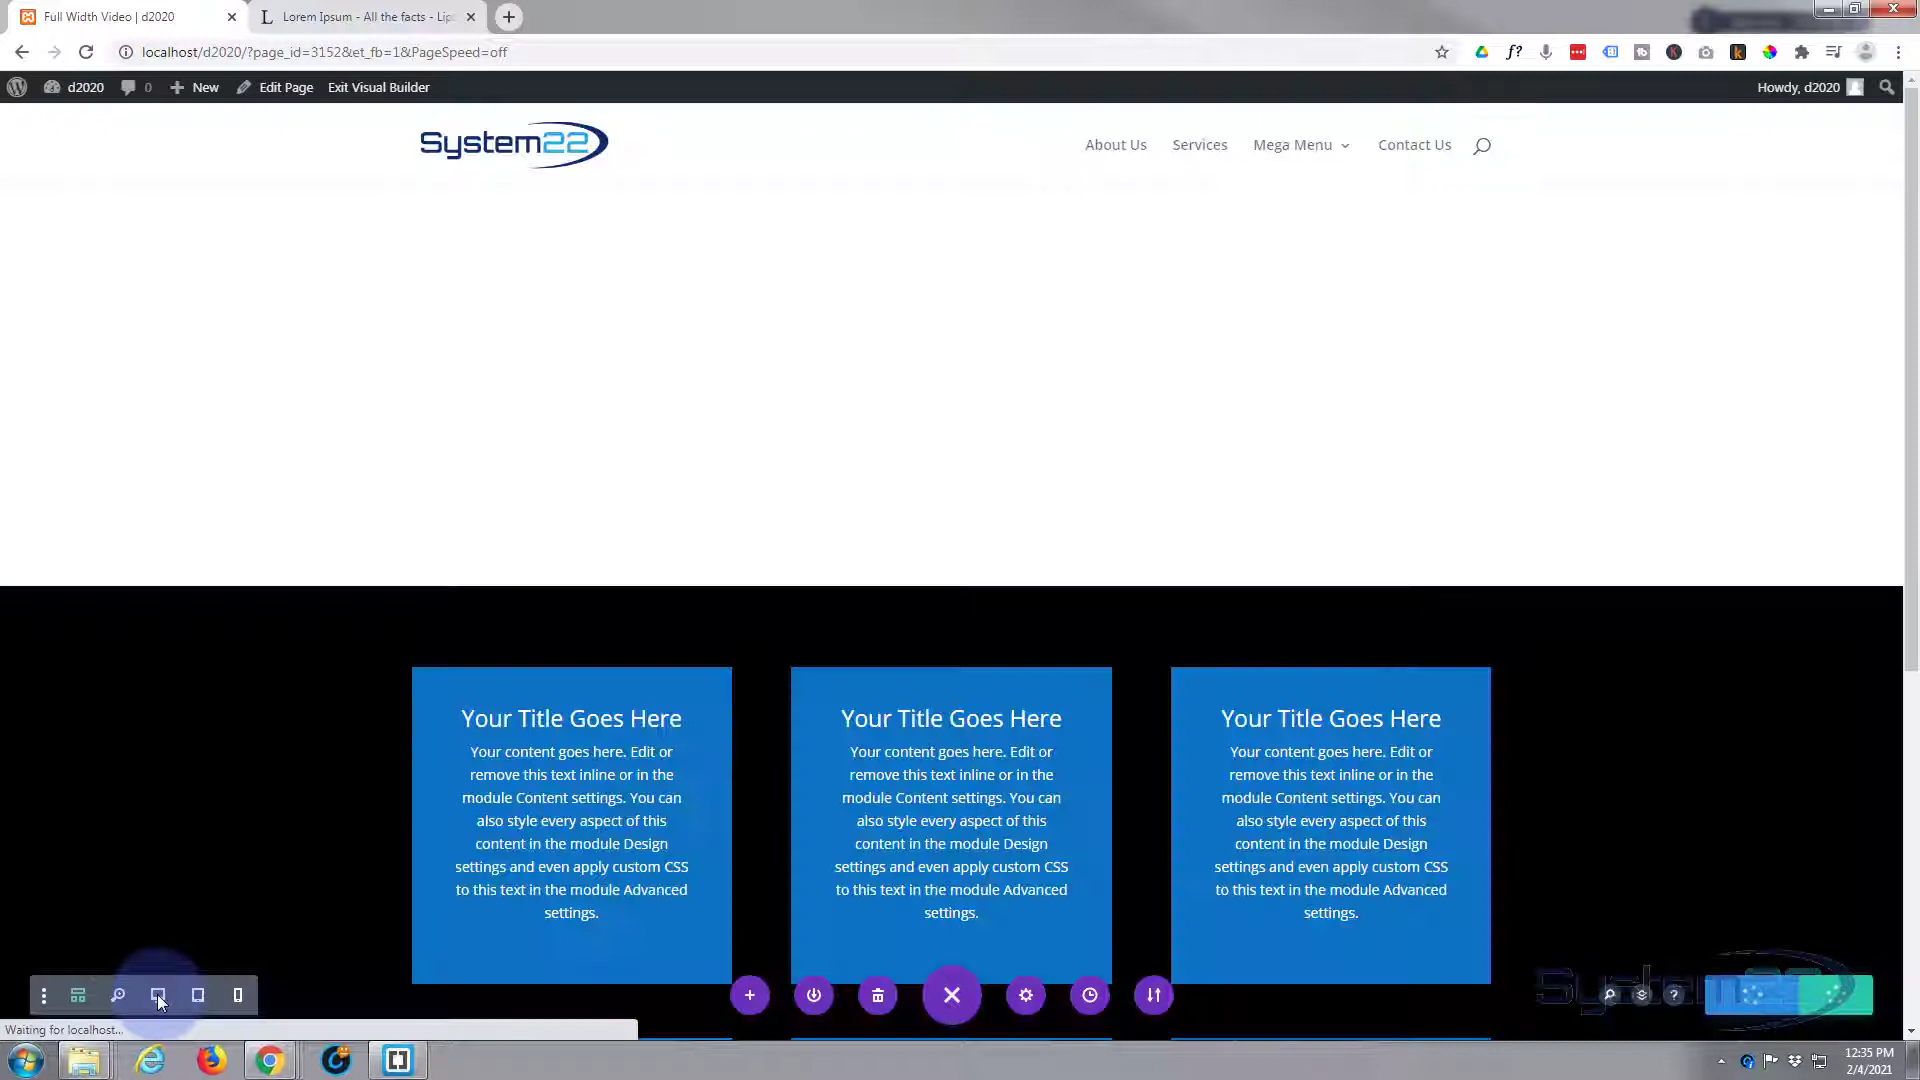 Full Width Video | d2020
Lorem Ipsum - All the facts - Lip
localhost/d2020/?page_id=3152&et_fb=1&PageSpeed=off
d2020 0 New Edit Page Exit Visual Builder Howdy, d2020
System22
About Us Services Mega Menu Contact Us
Your Title Goes Here
Your content goes here. Edit or
remove this text inline or in the
module Content settings. You can
also style every aspect of this
content in the module Design
settings and even apply custom CSS
to this text in the module Advanced
settings.
Your Title Goes Here
Your content goes here. Edit or
remove this text inline or in the
module Content settings. You can
also style every aspect of this
content in the module Design
settings and even apply custom CSS
to this text in the module Advanced
settings.
Your Title Goes Here
Your content goes here. Edit or
remove this text inline or in the
module Content settings. You can
also style every aspect of this
content in the module Design
settings and even apply custom CSS
to this text in the module Advanced
settings.
System22
Waiting for localhost...
12:35 PM
2/4/2021